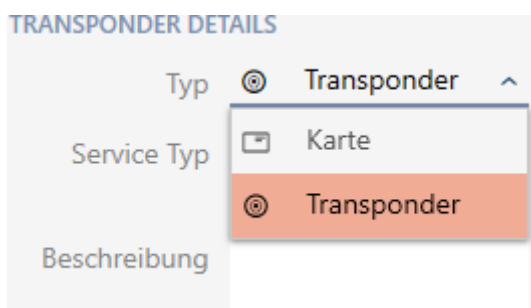 TRANSPONDER DETAILS
Typ Transponder
Karte
Service Typ
Transponder
Beschreibung